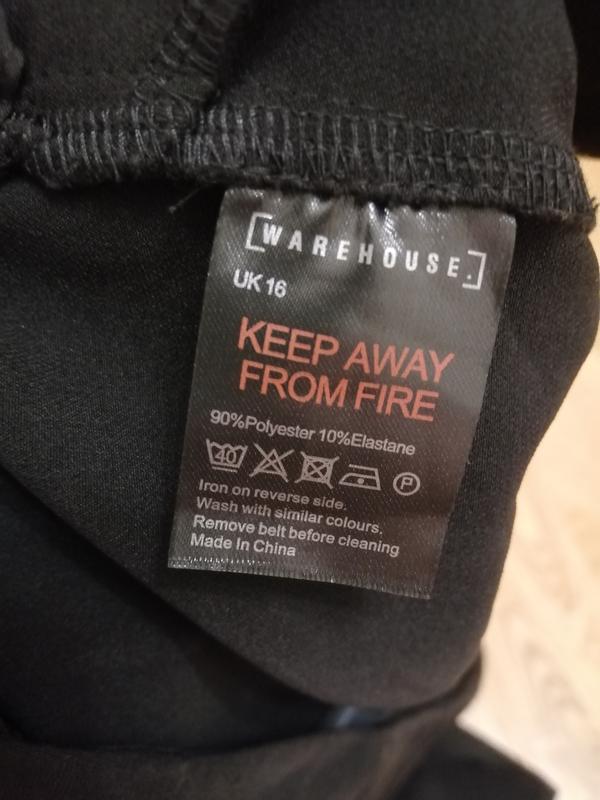 [WAREHOUSE.]
UK 16
KEEP AWAY
FROM FIRE
90%Polyester 10%Elastane
40 P
Iron on reverse side.
Wash with similar colours.
Remove belt before cleaning
Made In China